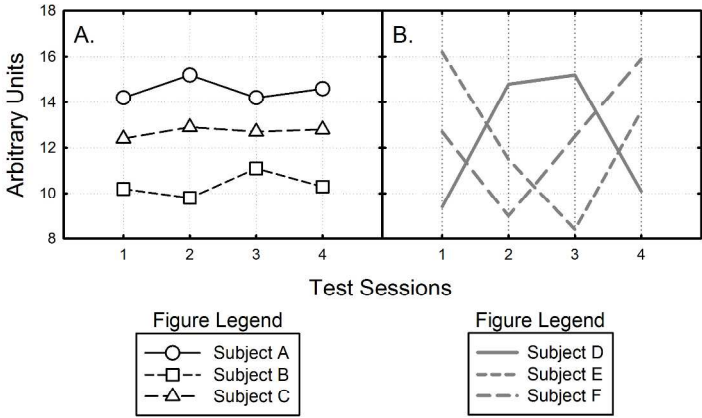 18
16
14
12
10
8
Arbitrary Units
A.
B.
1 2 3 4
1 2 3 4
Test Sessions
Figure Legend
Subject A
Subject B
Subject C
Figure Legend
Subject D
Subject E
Subject F